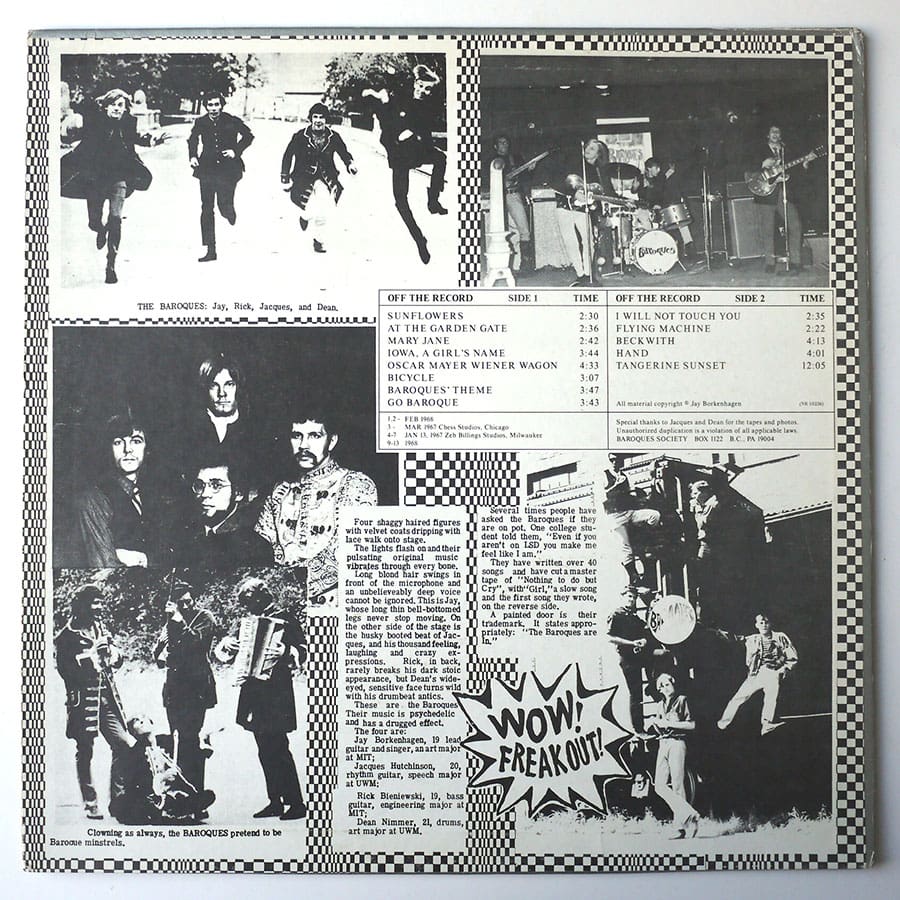 THE BAROQUES: Jay, Rick, Jacques, and Dean.
BAROQUES
BAROQUES
OFF THE RECORD SIDE 1 TIME
SUNFLOWERS 2:30
AT THE GARDEN GATE 2:36
MARY JANE 2:42
IOWA, A GIRL'S NAME 3:44
OSCAR MAYER WIENER WAGON 4:33
BICYCLE 3:07
BAROQUES' THEME 3:47
GO BAROQUE 3:43
1,2 - FEB 1968
3 - MAR 1967 Chess Studios, Chicago
4-7 JAN 13, 1967 Zeb Billings Studios, Milwaukee
9-13 1968
OFF THE RECORD SIDE 2 TIME
I WILL NOT TOUCH YOU 2:35
FLYING MACHINE 2:22
BECKWITH 4:13
HAND 4:01
TANGERINE SUNSET 12:05
All material copyright ® Jay Borkenhagen
Special thanks to Jacques and Dean for the tapes and photos.
Unauthorized duplication is a violation of all applicable laws.
BAROQUES SOCIETY BOX 1122 B.C., PA 19004
Four shaggy haired figures
with velvet coats dripping with
lace walk onto stage.
The lights flash on and their
pulsating original music
vibrates through every bone.
Long blond hair swings in
front of the microphone and
an unbelievably deep voice
cannot be ignored. This is Jay,
whose long thin bell-bottomed
legs never stop moving. On
the other side of the stage is
the husky booted beat of Jac-
ques, and his thousand feeling,
laughing and crazy ex-
pressions. Rick, in back,
rarely breaks his dark stoic
appearance, but Dean's wide-
eyed, sensitive face turns wild
with his drumbeat antics.
These are the Baroques
Their music is psychedelic
and has a drugged effect.
The four are:
Jay Borkenhagen, 19 lead
guitar and singer, an art major
at MIT;
Jacques Hutchinson, 20,
rhythm guitar, speech major
at UWM;
Rick Bieniewski, 19, bass
guitar, engineering major at
MIT;
Dean Nimmer, 21, drums,
art major at UWM.
Several times people have
asked the Baroques if they
are on pot. One college stu-
dent told them, "Even if you
aren't on LSD you make me
feel like I am."
They have written over 40
songs and have cut a master
tape of "Nothing to do but
Cry", with "Girl," a slow song
and the first song they wrote,
on the reverse side.
A painted door is their
trademark. It states appro-
priately: "The Baroques are
In."
WOW!
FREAKOUT!
Clowning as always, the BAROQUES pretend to be
Baroque minstrels.